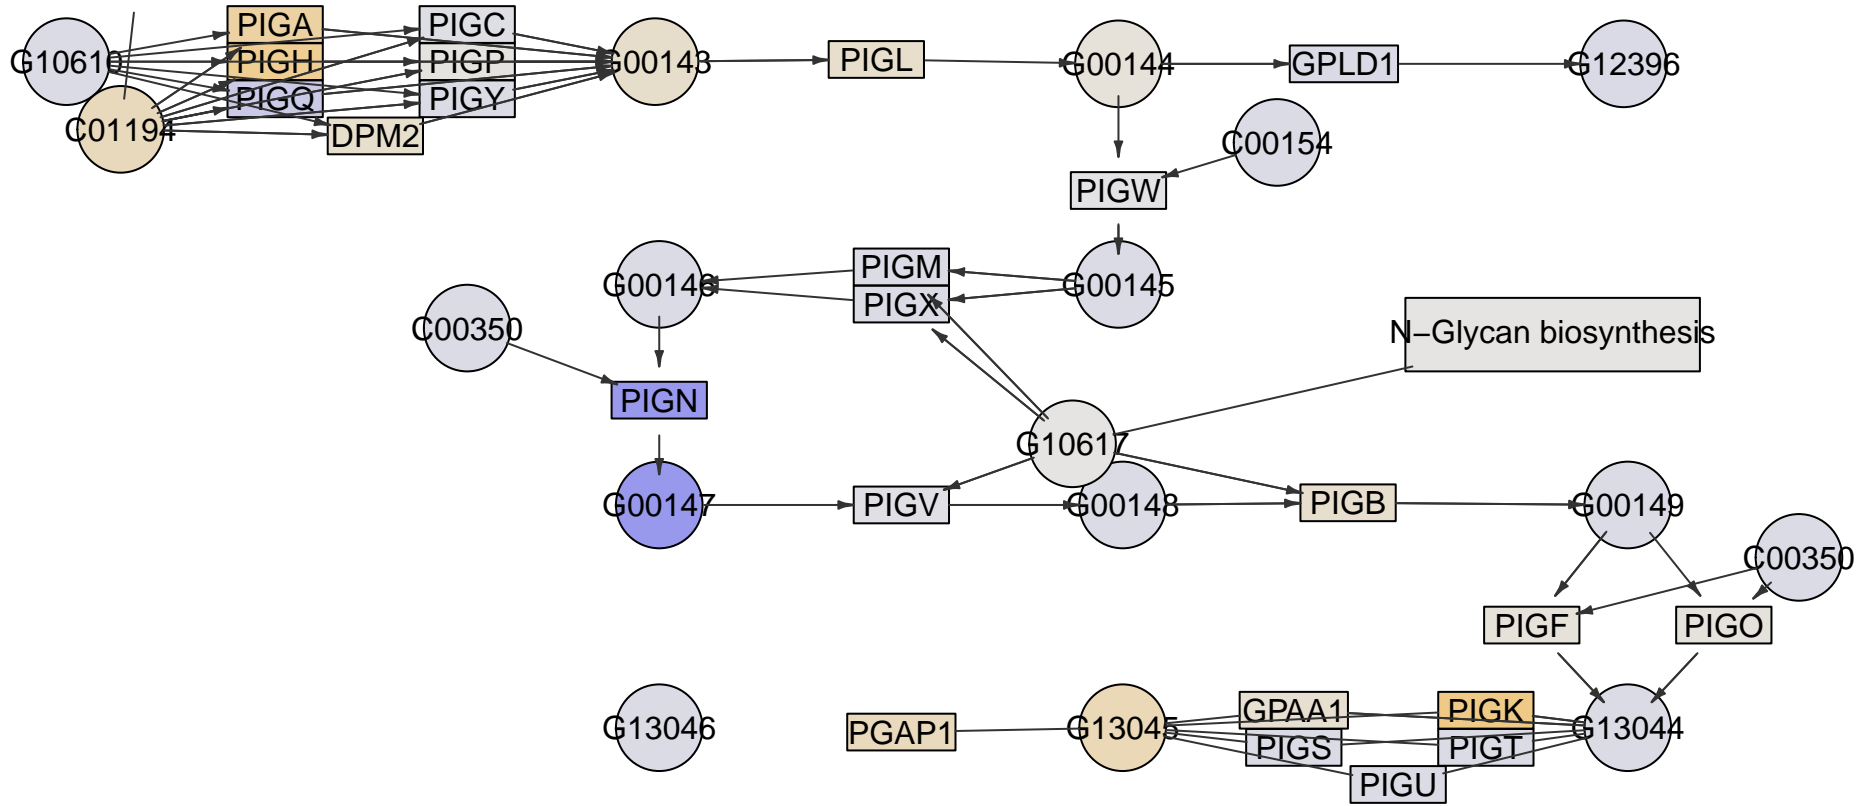 PIGA
PIGC
G1061
PIGH
PIGP
G00143
PIGL
G00144
GPLD1
G12396
PIGQ
PIGY
C01194
DPM2
C00154
PIGW
PIGM
G00146
G00145
PIGX
C00350
N−Glycan biosynthesis
PIGN
G10617
G00147
PIGV
G00148
PIGB
G00149
C00350
PIGF
PIGO
GPAA1
PIGK
G13046
PGAP1
G13045
G13044
PIGS
PIGT
PIGU